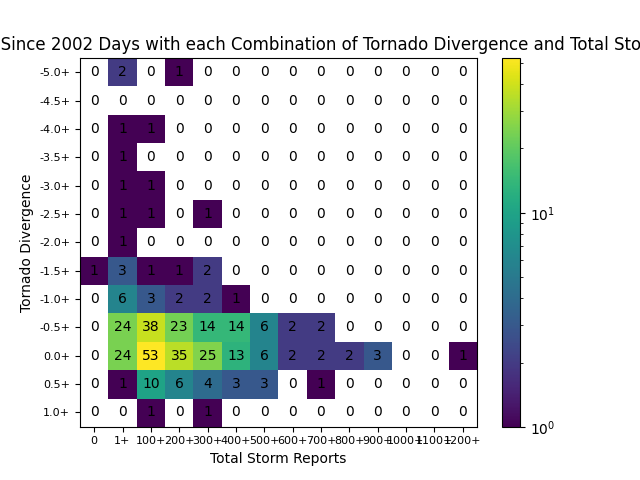 Since 2002 Days with each Combination of Tornado Divergence and Total Sto
-5.0+ 0 2 0 1 0 0 0 0 0 0 0 0 0 0
-4.5+ 0 0 0 0 0 0 0 0 0 0 0 0 0 0
-4.0+ 0 1 1 0 0 0 0 0 0 0 0 0 0 0
-3.5+ 0 1 0 0 0 0 0 0 0 0 0 0 0 0
-3.0+ 0 1 1 0 0 0 0 0 0 0 0 0 0 0
-2.5+ 0 1 1 0 1 0 0 0 0 0 0 0 0 0
-2.0+ 0 1 0 0 0 0 0 0 0 0 0 0 0 0
-1.5+ 1 3 1 1 2 0 0 0 0 0 0 0 0 0
-1.0+ 0 6 3 2 2 1 0 0 0 0 0 0 0 0
-0.5+ 0 24 38 23 14 14 6 2 2 0 0 0 0 0
0.0+ 0 24 53 35 25 13 6 2 2 2 3 0 0 1
0.5+ 0 1 10 6 4 3 3 0 1 0 0 0 0 0
1.0+ 0 0 1 0 1 0 0 0 0 0 0 0 0 0
0 1+ 100+ 200+ 300+ 400+ 500+ 600+ 700+ 800+ 900+ 1000+ 1100+ 1200+
Total Storm Reports
Tornado Divergence
10^1
10^0